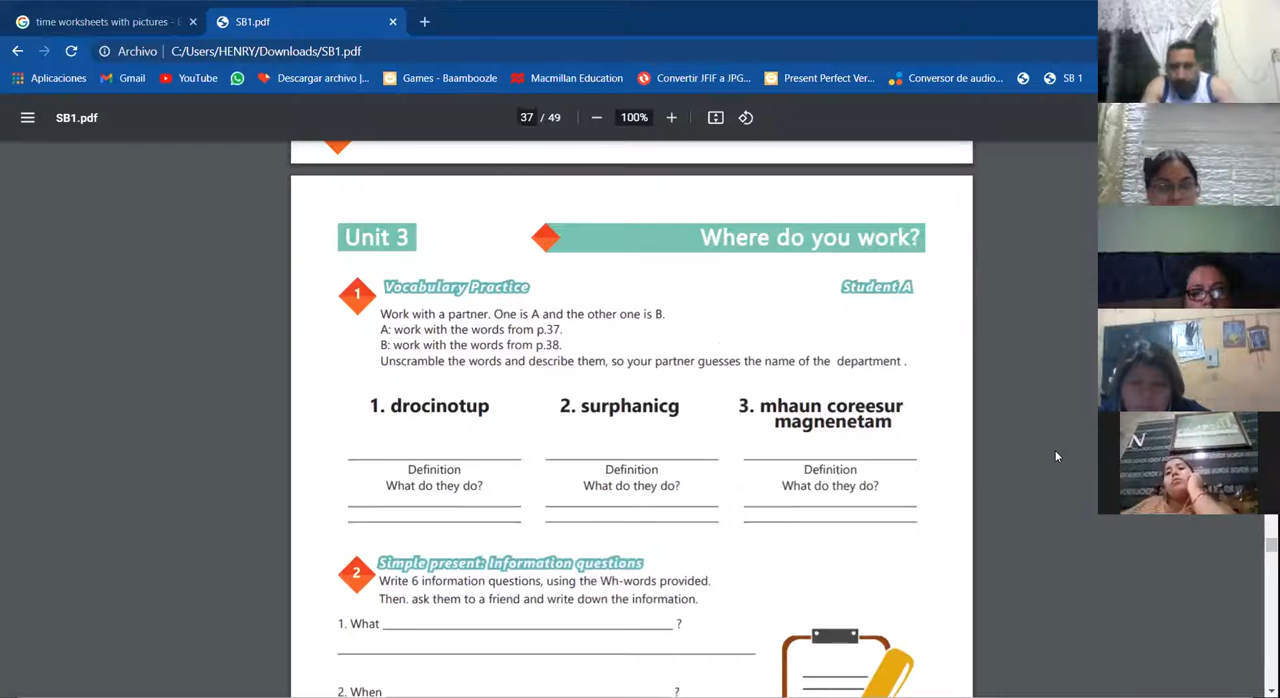 time worksheets with pictures -
SB1.pdf
Archivo
C:/Users/HENRY/Downloads/SB1.pdf
Aplicaciones
Gmail
YouTube
Descargar archivo |...
Games - Baamboozle
Macmillan Education
Convertir JFIF a JPG...
Present Perfect Ver...
Conversor de audio...
SB 1
SB1.pdf
37 / 49
100%
Unit 3
Where do you work?
1
Vocabulary Practice
Student A
Work with a partner. One is A and the other one is B.
A: work with the words from p.37.
B: work with the words from p.38.
Unscramble the words and describe them, so your partner guesses the name of the department .
1. drocinotup
2. surphanicg
3. mhaun coreesur
magnenetam
Definition
What do they do?
Definition
What do they do?
Definition
What do they do?
2
Simple present: Information questions
Write 6 information questions, using the Wh-words provided.
Then. ask them to a friend and write down the information.
1. What ?
2. When ?
N